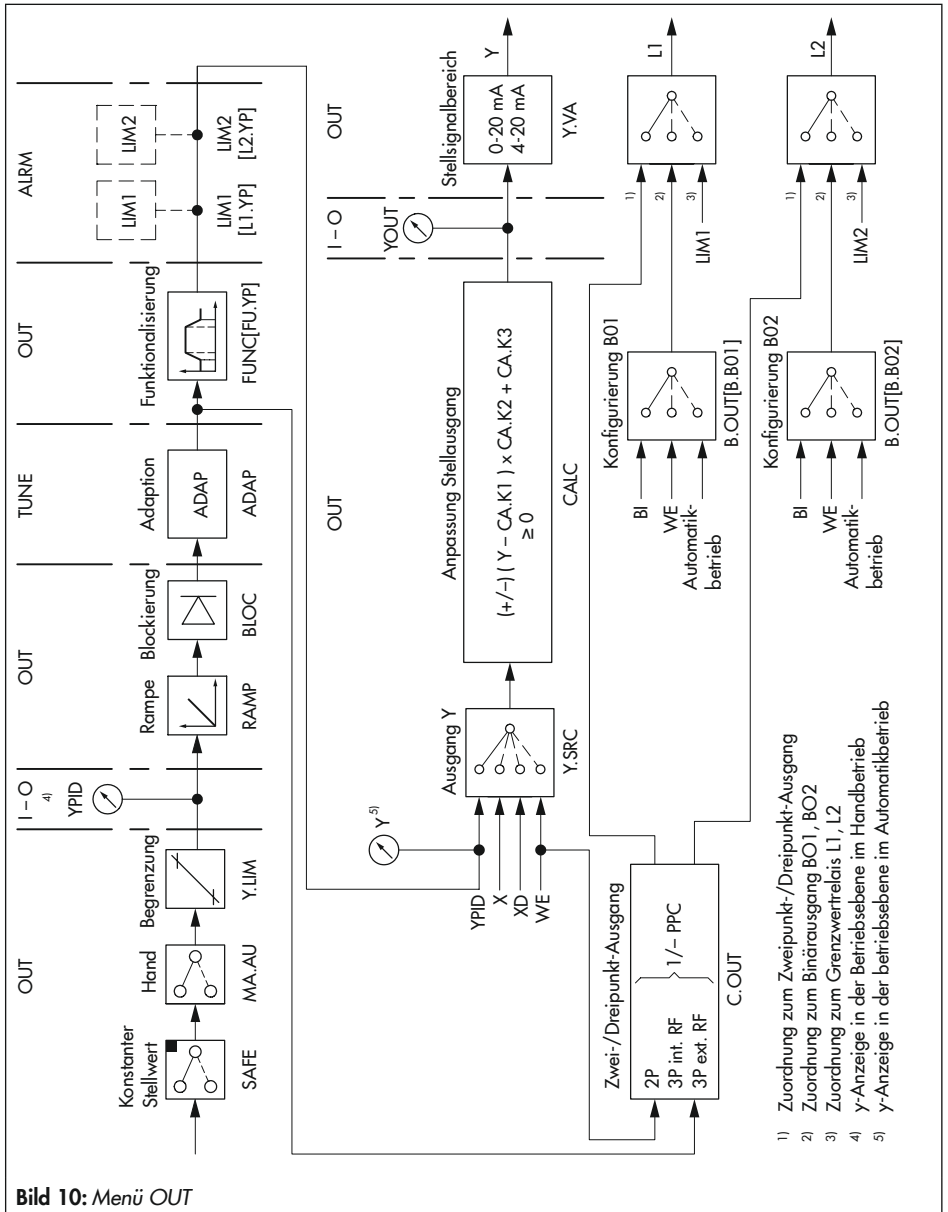 OUT
I – O
4)
OUT
TUNE
OUT
ALRM
Konstanter
Stellwert
SAFE
Hand
MA.AU
Begrenzung
Y.LIM
YPID
Rampe
RAMP
Blockierung
BLOC
Adaption
ADAP
ADAP
Funktionalisierung
FUNC[FU.YP]
LIM1
LIM1
[L1.YP]
LIM2
LIM2
[L2.YP]
OUT
I – O
OUT
Y 5)
YPID
X
XD
WE
Ausgang Y
Y.SRC
Anpassung Stellausgang
(+/–) ( Y – CA.K1 ) x CA.K2 + CA.K3
≥ 0
CALC
YOUT
Stellsignalbereich
0-20 mA
4-20 mA
Y.VA
Y
Zwei-/Dreipunkt-Ausgang
2P
3P int. RF
3P ext. RF
1/– PPC
C.OUT
Konfigurierung B01
BI
WE
Automatik-
betrieb
B.OUT[B.B01]
1)
2)
3)
LIM1
L1
Konfigurierung B02
BI
WE
Automatik-
betrieb
B.OUT[B.B02]
1)
2)
3)
LIM2
L2
1) Zuordnung zum Zweipunkt-/Dreipunkt-Ausgang
2) Zuordnung zum Binärausgang BO1, BO2
3) Zuordnung zum Grenzwertrelais L1, L2
4) y-Anzeige in der Betriebsebene im Handbetrieb
5) y-Anzeige in der betriebsebene im Automatikbetrieb
Bild 10: Menü OUT